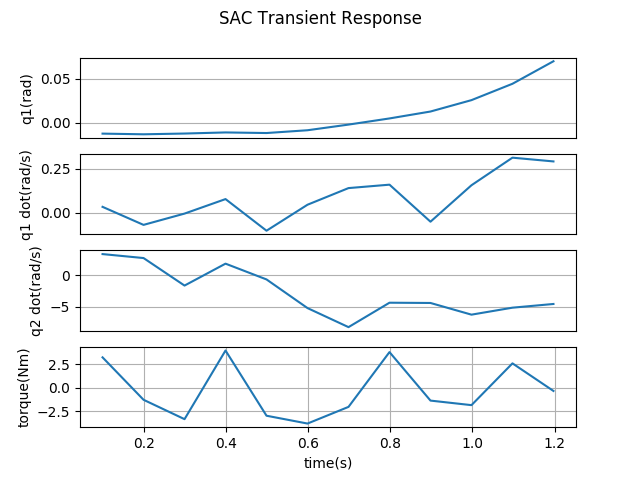 SAC Transient Response
q1(rad)
0.05
0.00
q1 dot(rad/s)
0.25
0.00
q2 dot(rad/s)
0
−5
torque(Nm)
2.5
0.0
−2.5
0.2 0.4 0.6 0.8 1.0 1.2
time(s)